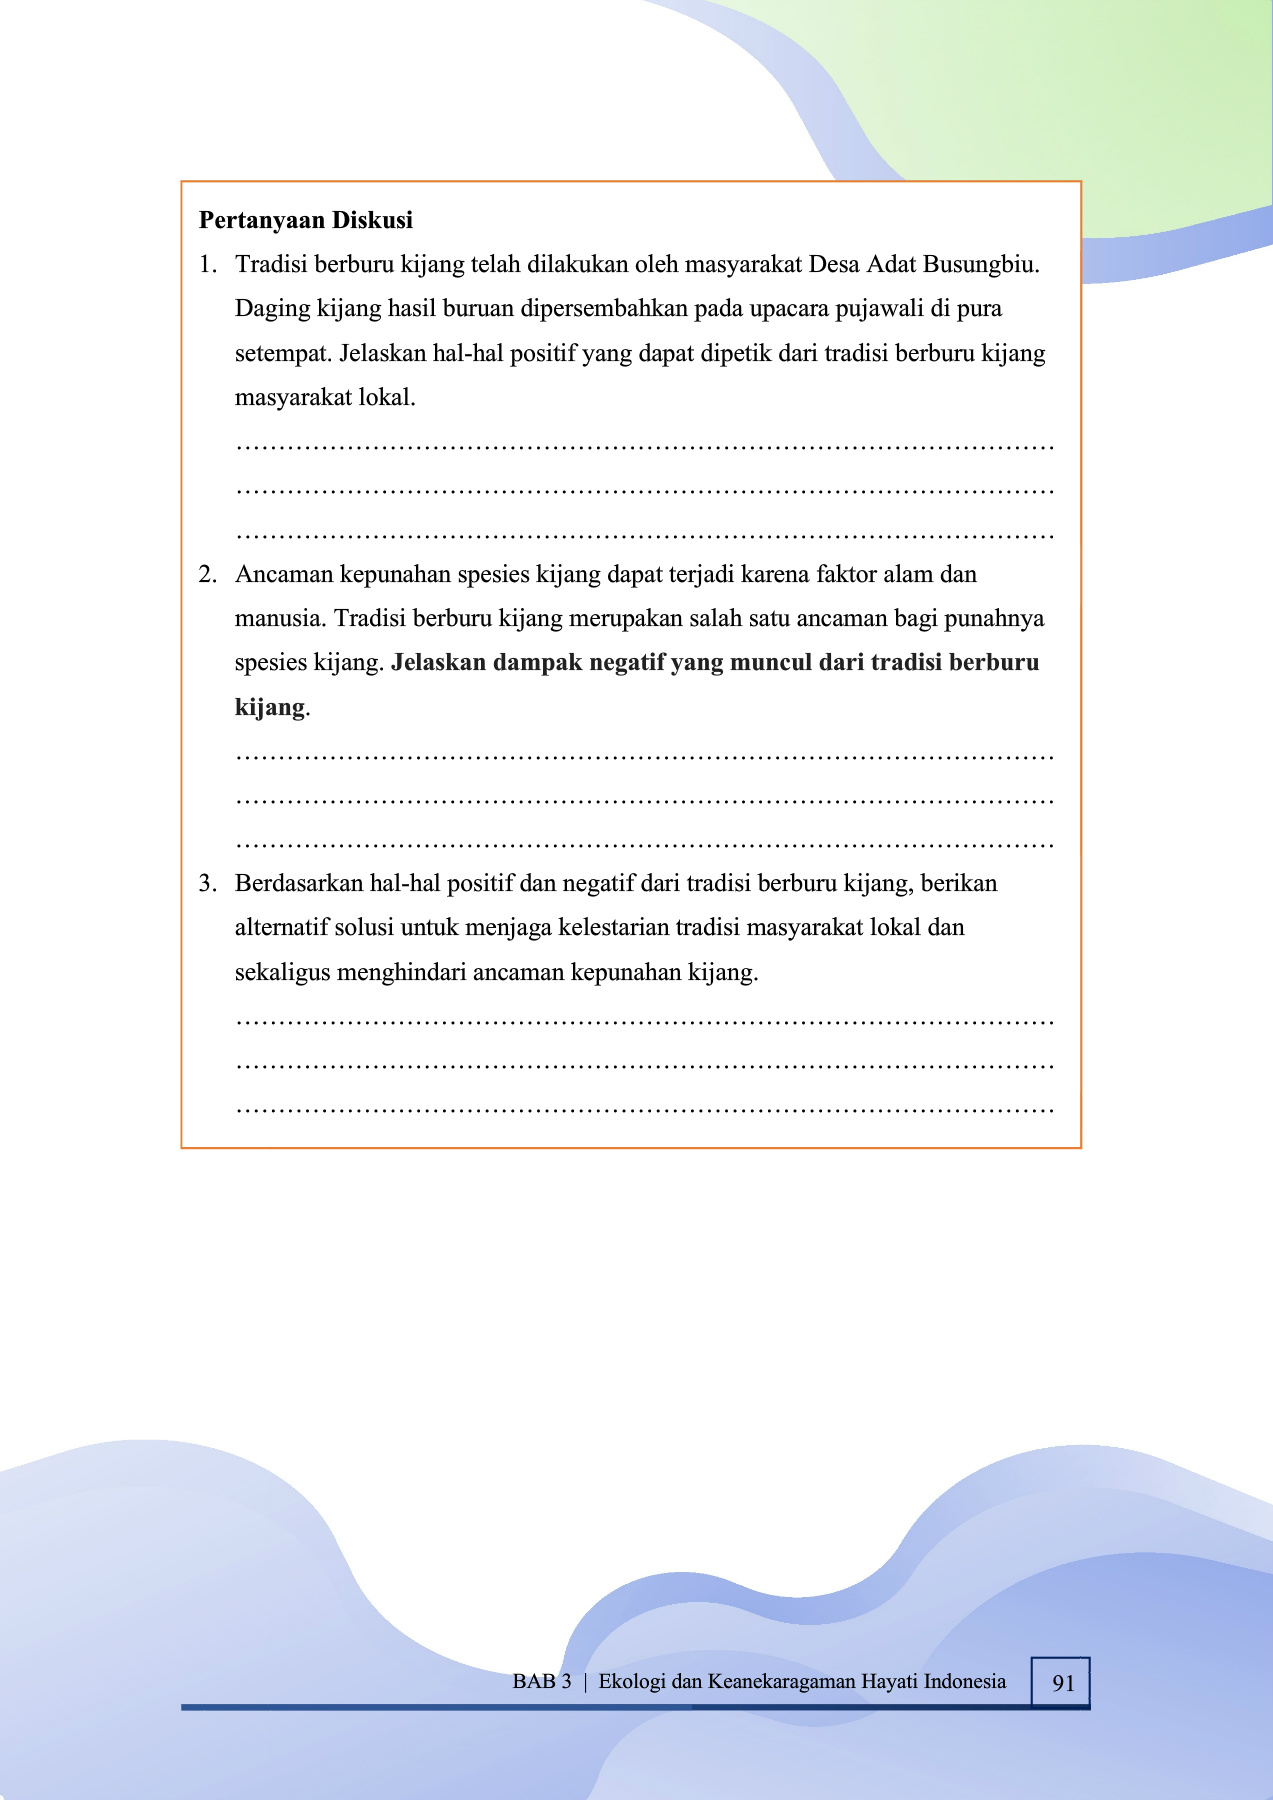 Pertanyaan Diskusi
1. Tradisi berburu kijang telah dilakukan oleh masyarakat Desa Adat Busungbiu.
Daging kijang hasil buruan dipersembahkan pada upacara pujawali di pura
setempat. Jelaskan hal-hal positif yang dapat dipetik dari tradisi berburu kijang
masyarakat lokal.
................................................................................................
................................................................................................
................................................................................................
2. Ancaman kepunahan spesies kijang dapat terjadi karena faktor alam dan
manusia. Tradisi berburu kijang merupakan salah satu ancaman bagi punahnya
spesies kijang. Jelaskan dampak negatif yang muncul dari tradisi berburu
kijang.
................................................................................................
................................................................................................
................................................................................................
3. Berdasarkan hal-hal positif dan negatif dari tradisi berburu kijang, berikan
alternatif solusi untuk menjaga kelestarian tradisi masyarakat lokal dan
sekaligus menghindari ancaman kepunahan kijang.
................................................................................................
................................................................................................
................................................................................................
BAB 3 | Ekologi dan Keanekaragaman Hayati Indonesia 91